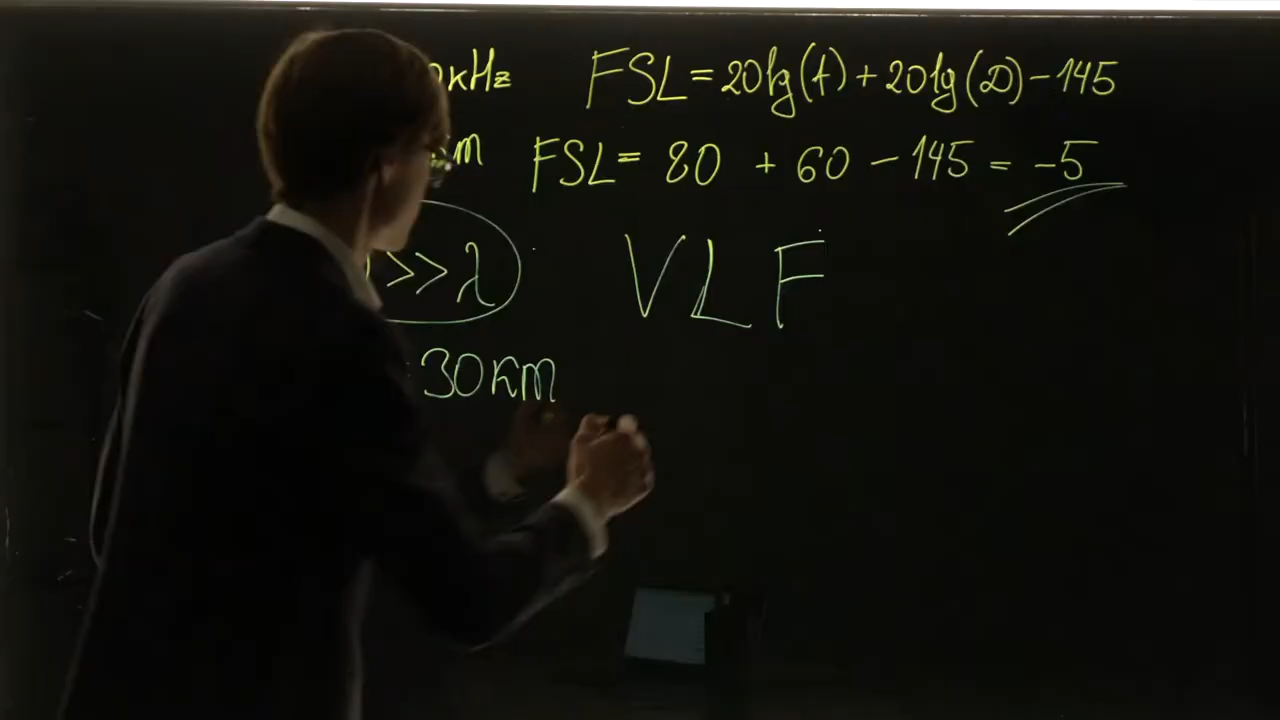 kHz FSL=20lg(f)+20lg(D)-145
m FSL= 80 + 60 - 145 = -5
>>λ VLF
30km